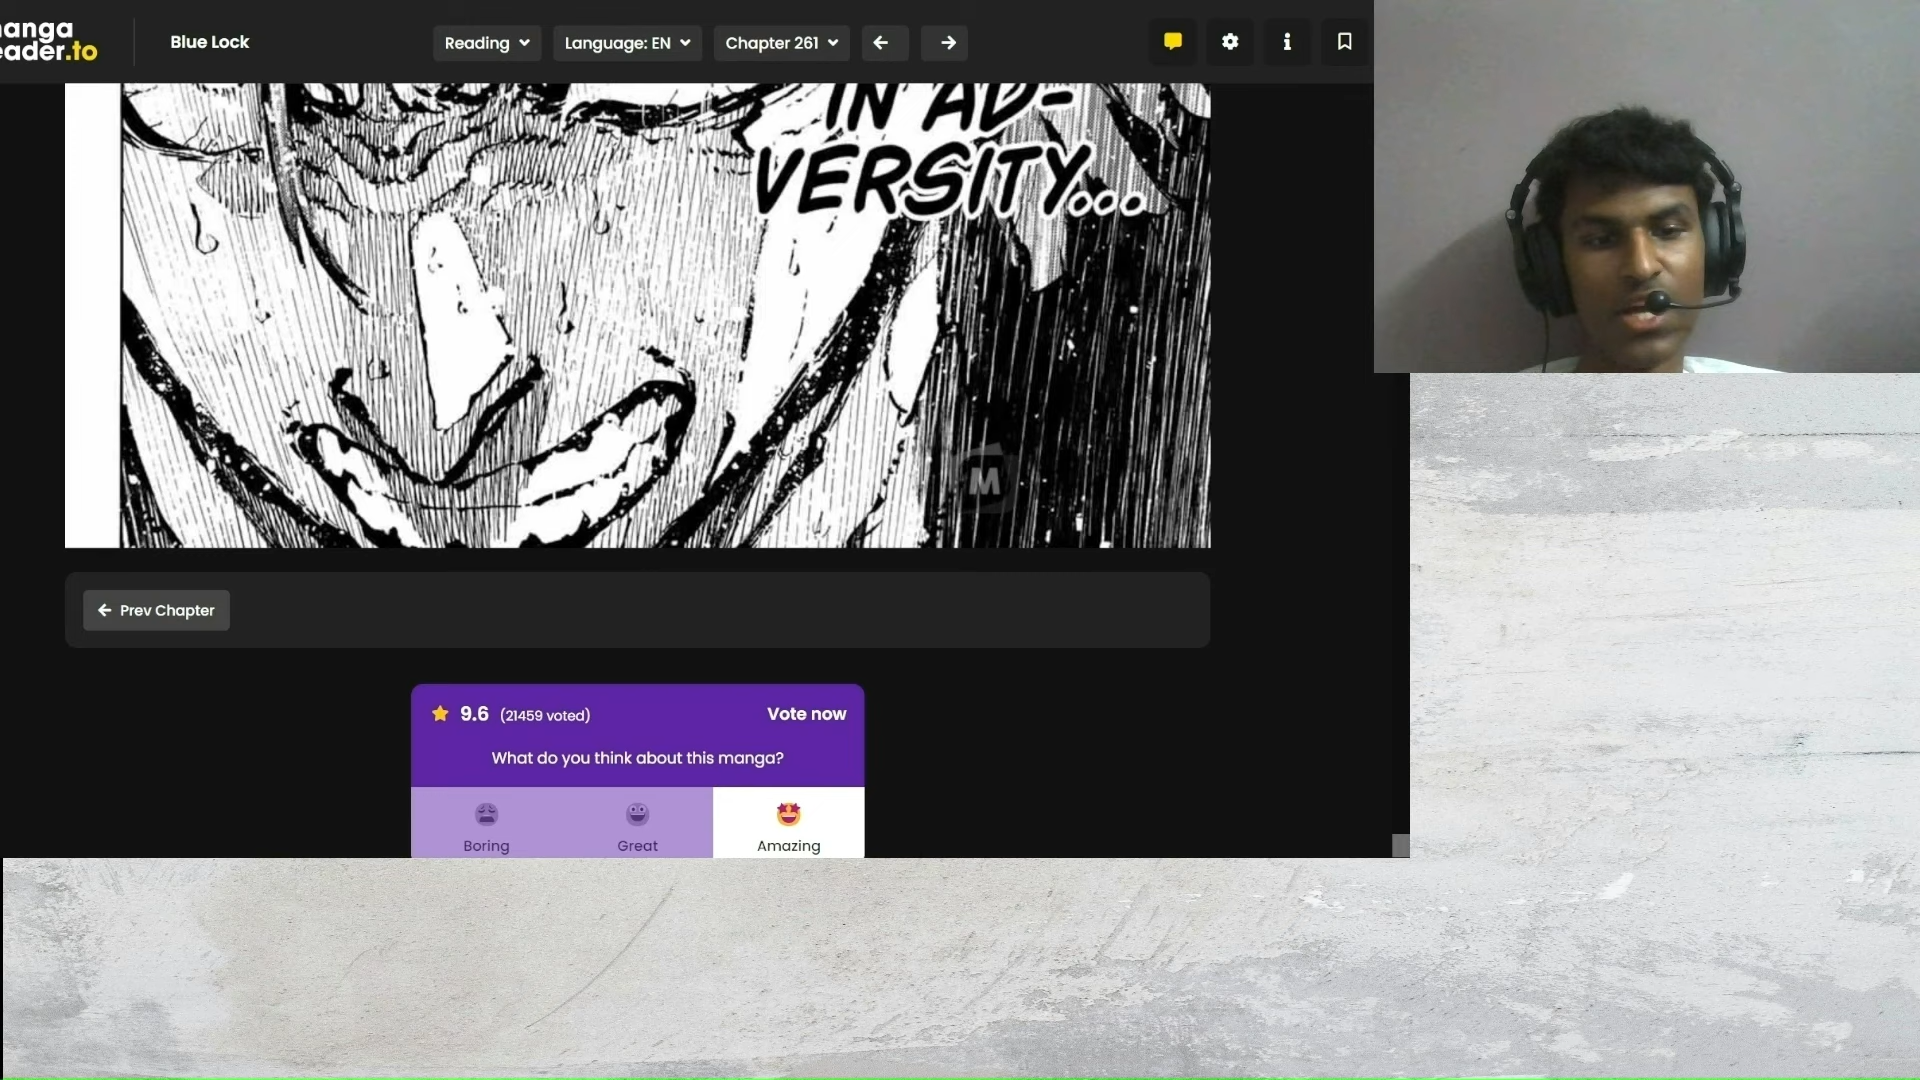 anga
eader.to
Blue Lock
Reading
Language: EN
Chapter 261
IN AD-
VERSITY...
M
Prev Chapter
9.6 (21459 voted)
Vote now
What do you think about this manga?
Boring
Great
Amazing